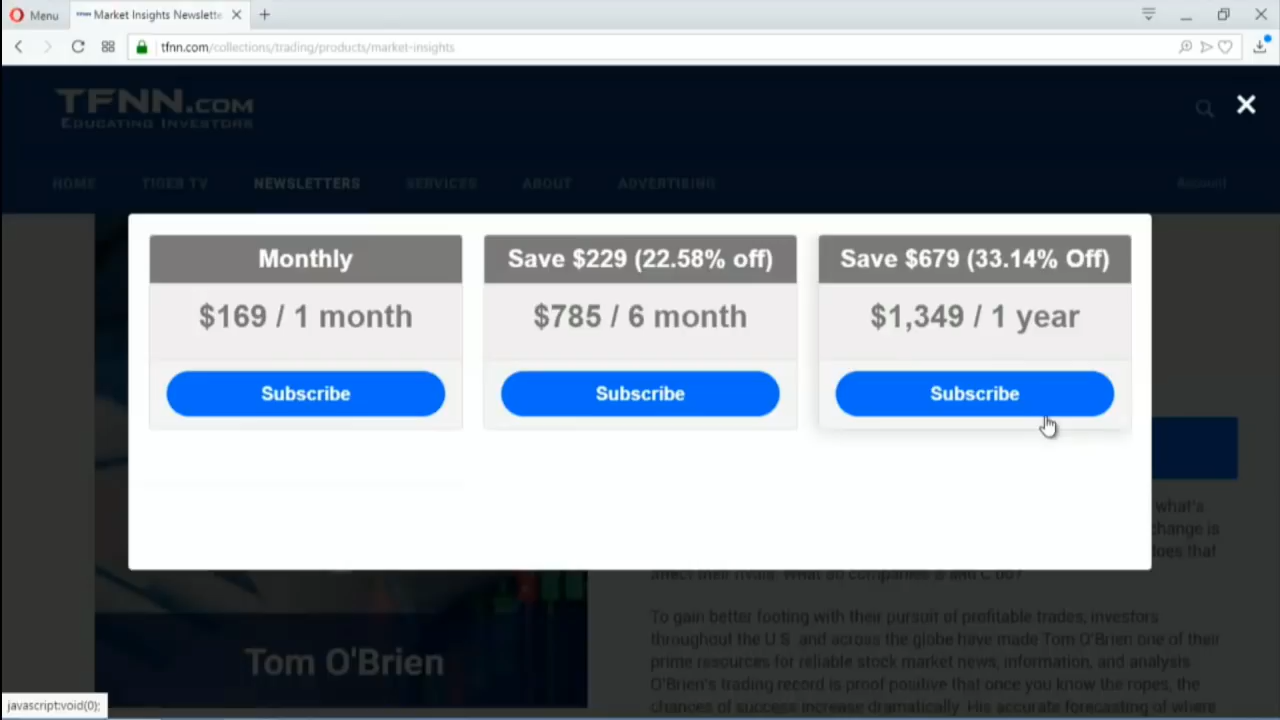 Menu
Market Insights Newslette
tfnn.com/collections/trading/products/market-insights
TFNN.COM
EDUCATING INVESTORS
HOME
TIGER TV
NEWSLETTERS
SERVICES
ABOUT
ADVERTISING
Account
Monthly
$169 / 1 month
Subscribe
Save $229 (22.58% off)
$785 / 6 month
Subscribe
Save $679 (33.14% Off)
$1,349 / 1 year
Subscribe
what's
change is
does that
Tom O'Brien
To gain better footing with their pursuit of profitable trades, investors
throughout the U.S. and across the globe have made Tom O'Brien one of their
prime resources for reliable stock market news, information, and analysis
O'Brien's trading record is proof positive that once you know the ropes, the
chances of success increase dramatically. His accurate forecasting of where
javascript:void(0);